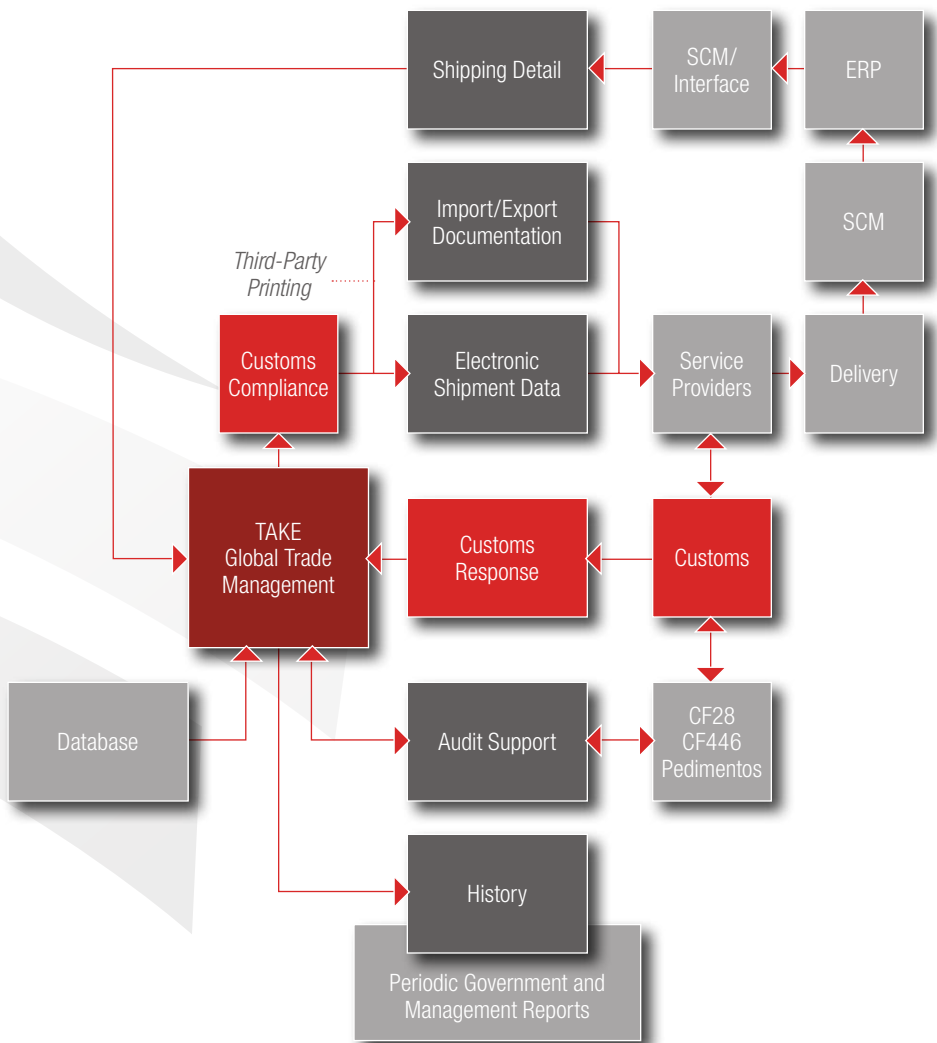 Shipping Detail
SCM/
Interface
ERP
Import/Export
Documentation
SCM
Third-Party
Printing
Customs
Compliance
Electronic
Shipment Data
Service
Providers
Delivery
TAKE
Global Trade
Management
Customs
Response
Customs
Database
Audit Support
CF28
CF446
Pedimentos
History
Periodic Government and
Management Reports